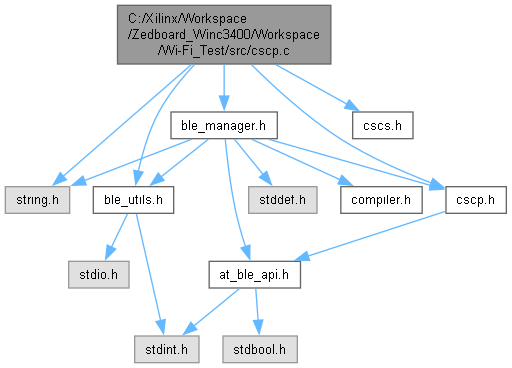 C:/Xilinx/Workspace
/Zedboard_Winc3400/Workspace
/Wi-Fi_Test/src/cscp.c
ble_manager.h
cscs.h
string.h
ble_utils.h
stddef.h
compiler.h
cscp.h
stdio.h
at_ble_api.h
stdint.h
stdbool.h